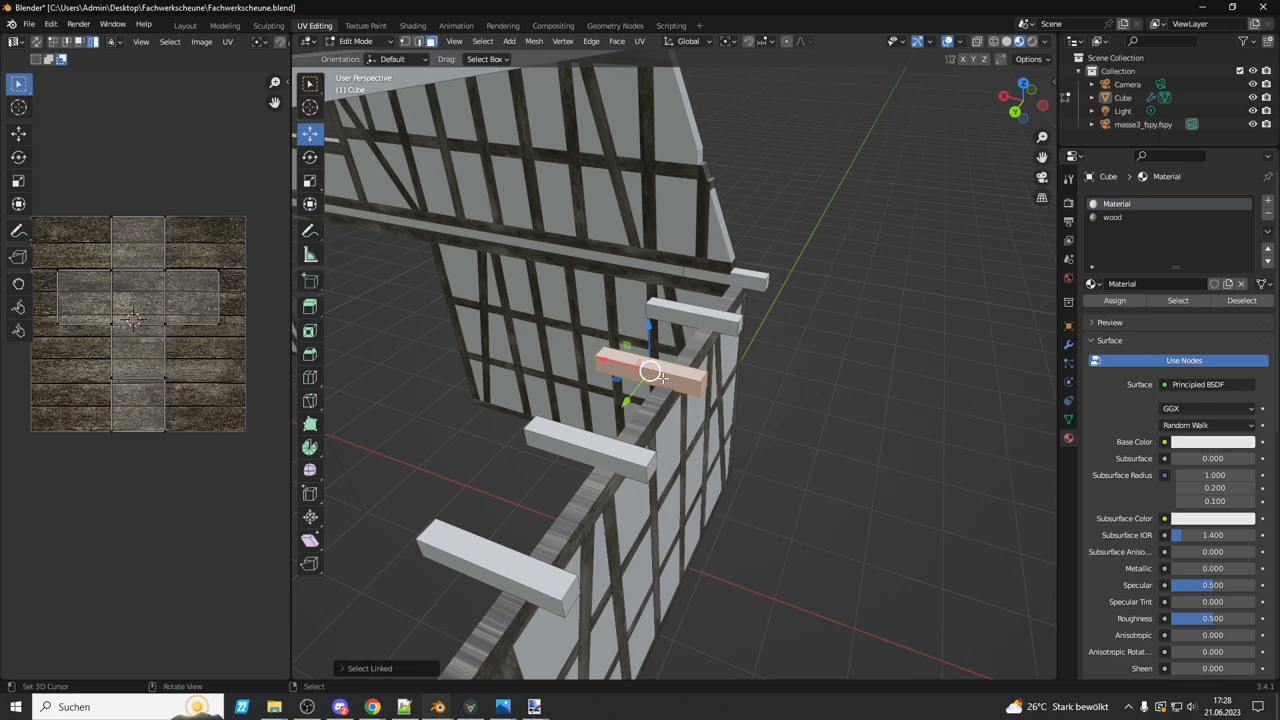 Blender* [C:\Users\Admin\Desktop\Fachwerkscheune\Fachwerkscheune.blend]
File Edit Render Window Help Layout Modeling Sculpting UV Editing Texture Paint Shading Animation Rendering Compositing Geometry Nodes Scripting Scene ViewLayer
View Select Image UV Edit Mode View Select Add Mesh Vertex Edge Face UV Global
Orientation: Default Drag: Select Box X Y Z Options
User Perspective
(1) Cube
Scene Collection
Collection
Camera
Cube
Light
masse3_fspy.fspy
Z
X
Y
Cube Material
Material
wood
Material
Assign Select Deselect
Preview
Surface
Use Nodes
Surface Principled BSDF
GGX
Random Walk
Base Color
Subsurface 0.000
Subsurface Radius 1.000
0.200
0.100
Subsurface Color
Subsurface IOR 1.400
Subsurface Aniso... 0.000
Metallic 0.000
Specular 0.500
Specular Tint 0.000
Roughness 0.500
Anisotropic 0.000
Anisotropic Rotat... 0.000
Sheen 0.000
Select Linked
Set 3D Cursor Rotate View Select 3.4.1
Suchen 26°C Stark bewölkt 17:28
21.06.2023